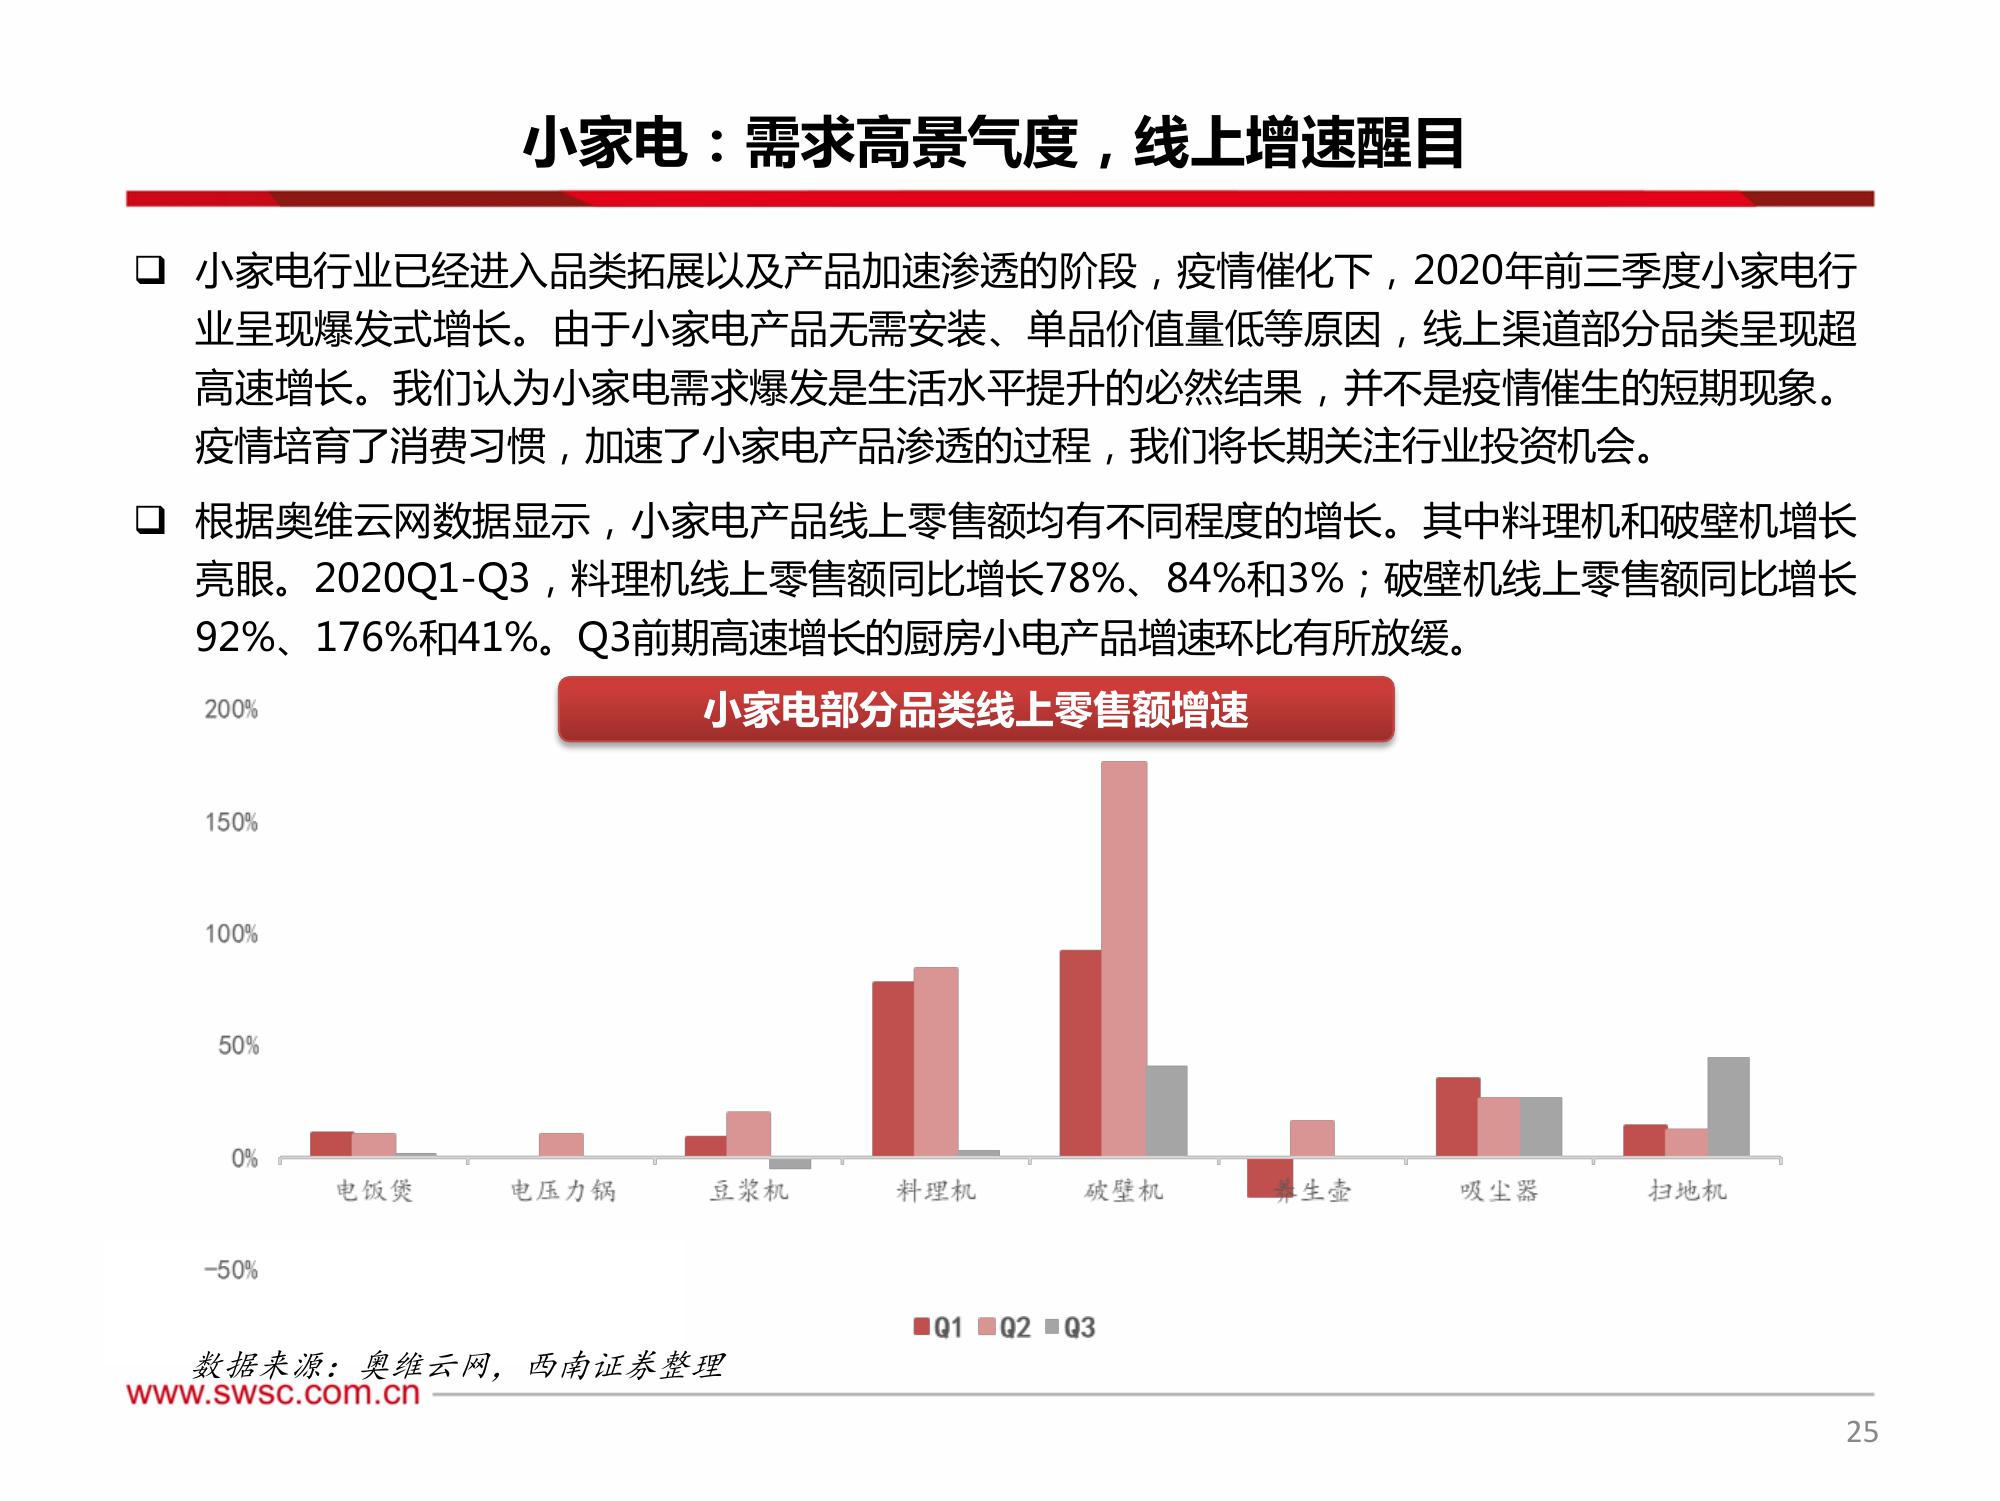 小家电：需求高景气度，线上增速醒目
❑ 小家电行业已经进入品类拓展以及产品加速渗透的阶段，疫情催化下，2020年前三季度小家电行
业呈现爆发式增长。由于小家电产品无需安装、单品价值量低等原因，线上渠道部分品类呈现超
高速增长。我们认为小家电需求爆发是生活水平提升的必然结果，并不是疫情催生的短期现象。
疫情培育了消费习惯，加速了小家电产品渗透的过程，我们将长期关注行业投资机会。
❑ 根据奥维云网数据显示，小家电产品线上零售额均有不同程度的增长。其中料理机和破壁机增长
亮眼。2020Q1-Q3，料理机线上零售额同比增长78%、84%和3%；破壁机线上零售额同比增长
92%、176%和41%。Q3前期高速增长的厨房小电产品增速环比有所放缓。
小家电部分品类线上零售额增速
200%
150%
100%
50%
0%
-50%
电饭煲 电压力锅 豆浆机 料理机 破壁机 养生壶 吸尘器 扫地机
Q1 Q2 Q3
数据来源：奥维云网，西南证券整理
www.swsc.com.cn
25